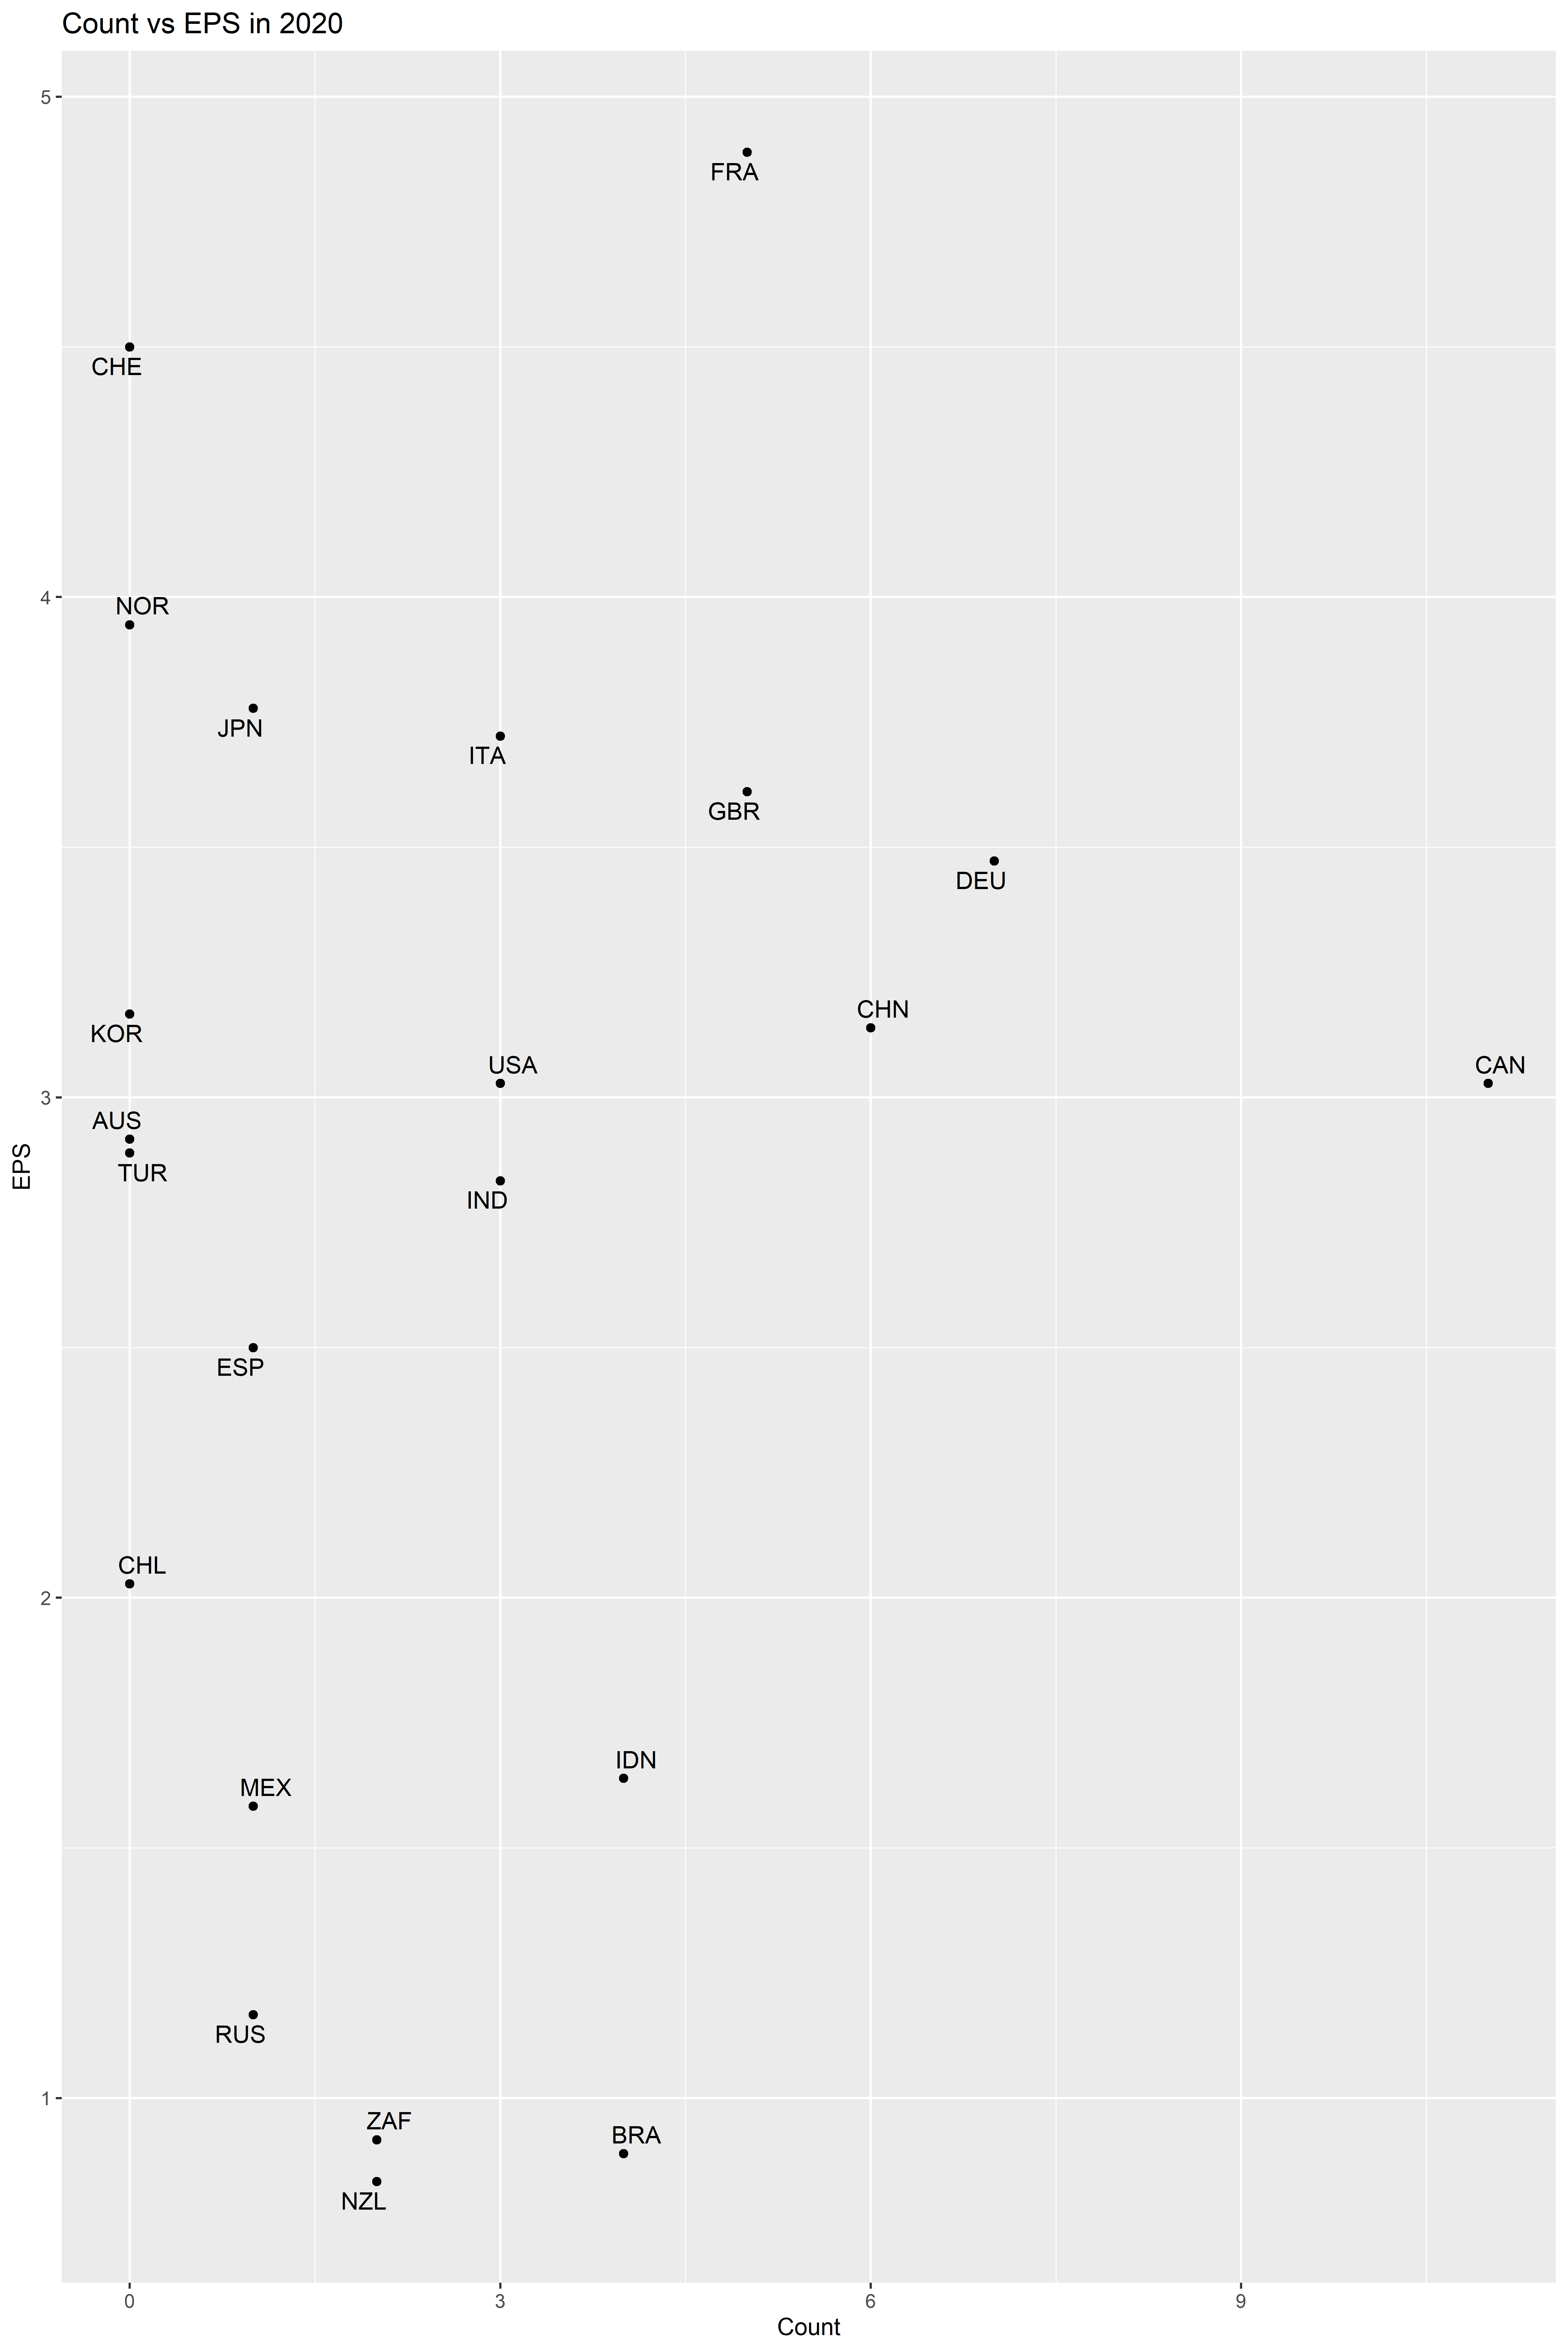 Count vs EPS in 2020
5
FRA
CHE
4
NOR
JPN
ITA
GBR
DEU
CHN
KOR
USA
CAN
3
AUS
EPS
TUR
IND
ESP
CHL
2
IDN
MEX
RUS
1
ZAF
BRA
NZL
0 3 6 9
Count